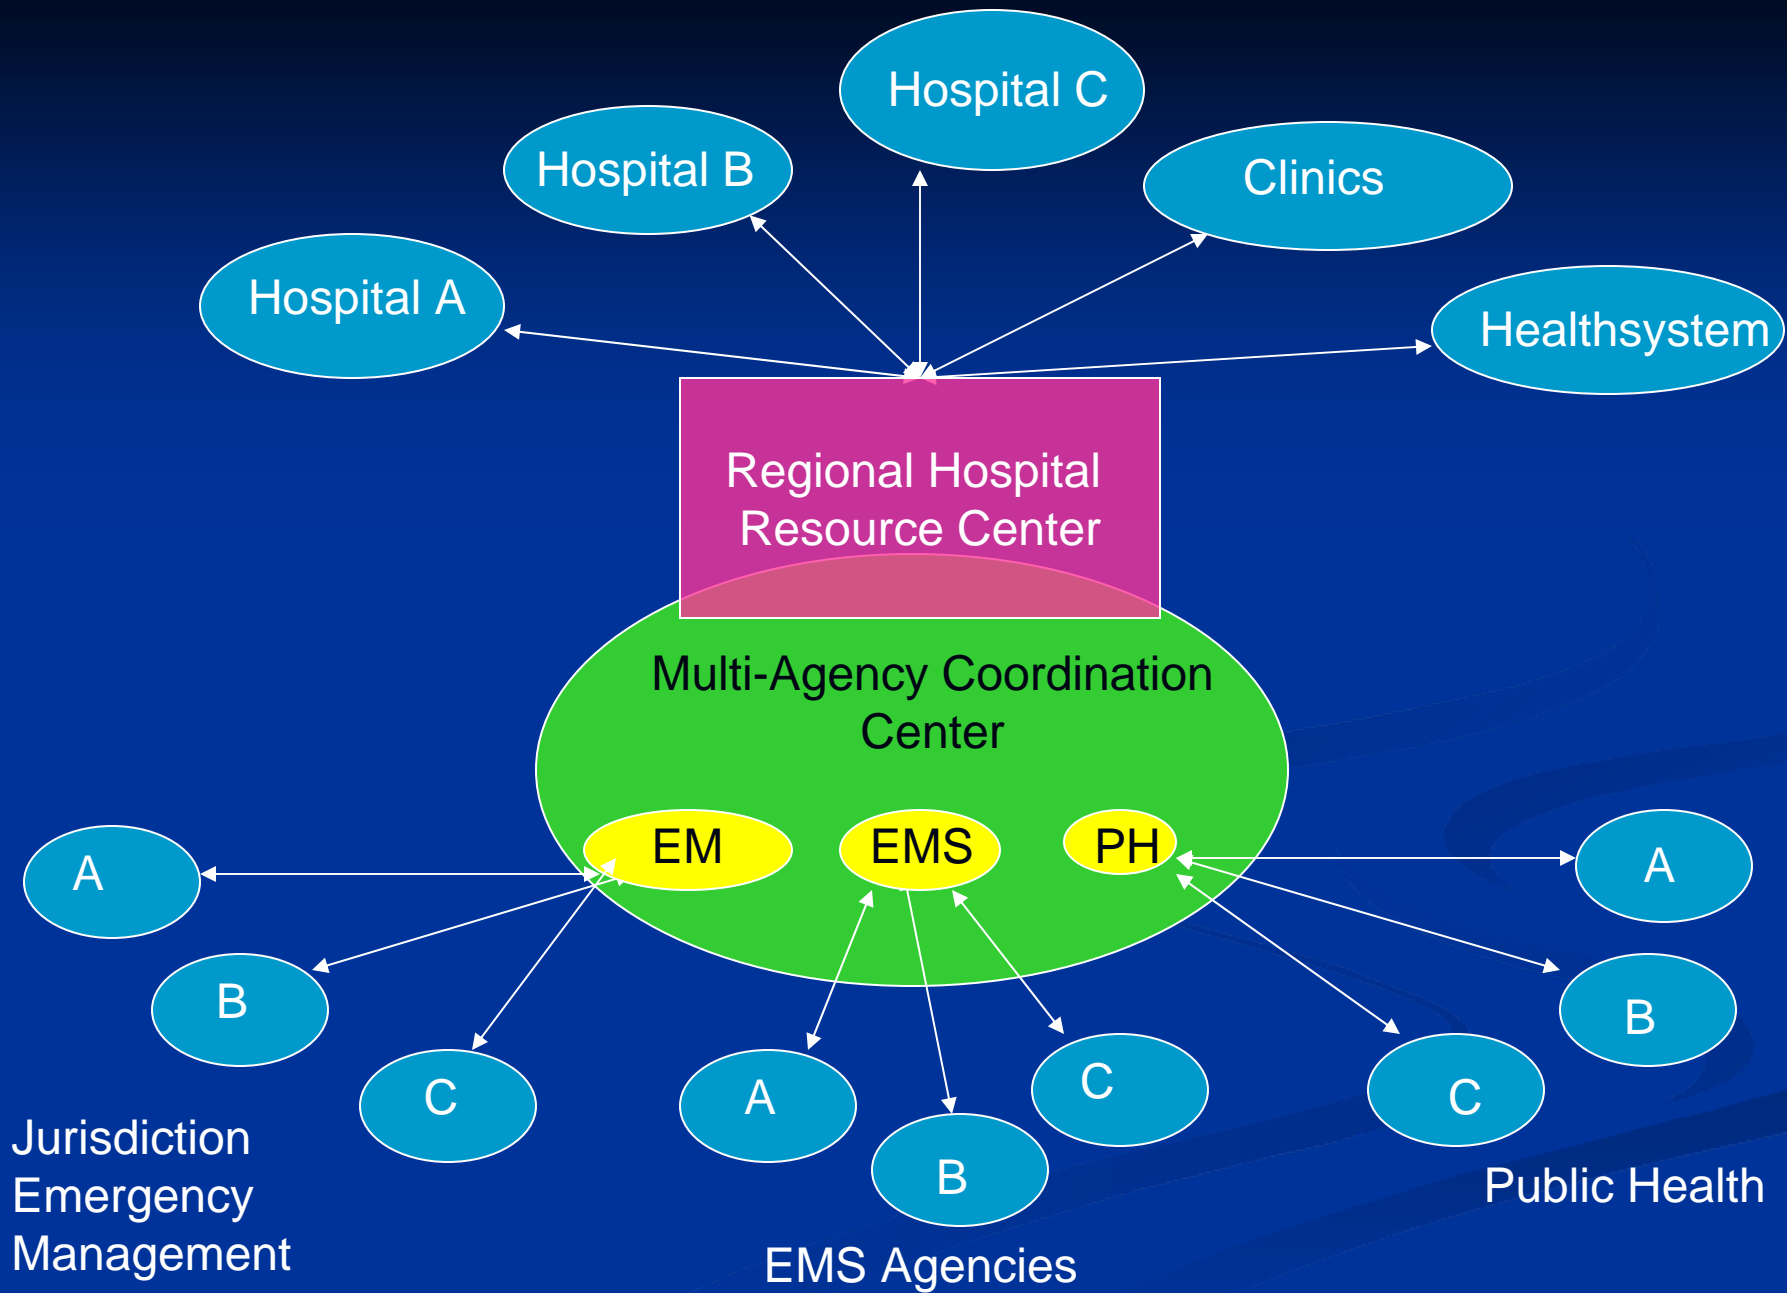 Hospital C
Hospital B
Clinics
Hospital A
Healthsystem
Regional Hospital
Resource Center
Multi-Agency Coordination
Center
EM
EMS
PH
A
B
C
A
B
C
A
B
C
Jurisdiction
Emergency
Management
EMS Agencies
Public Health